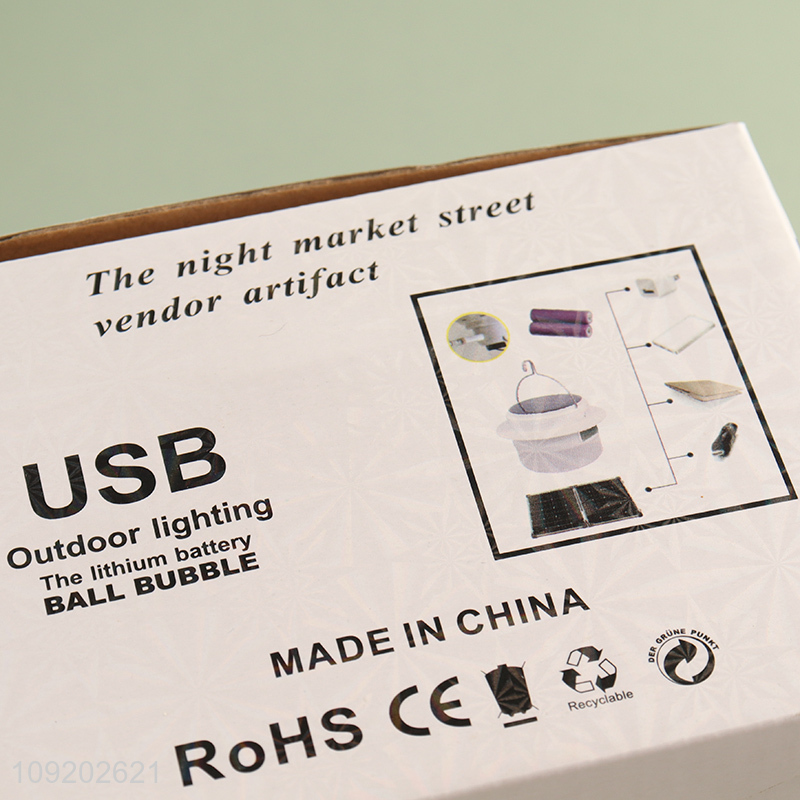 The night market street
vendor artifact
USB
Outdoor lighting
The lithium battery
BALL BUBBLE
MADE IN CHINA
RoHS CE
Recyclable
DER GRÜNE PUNKT
109202621